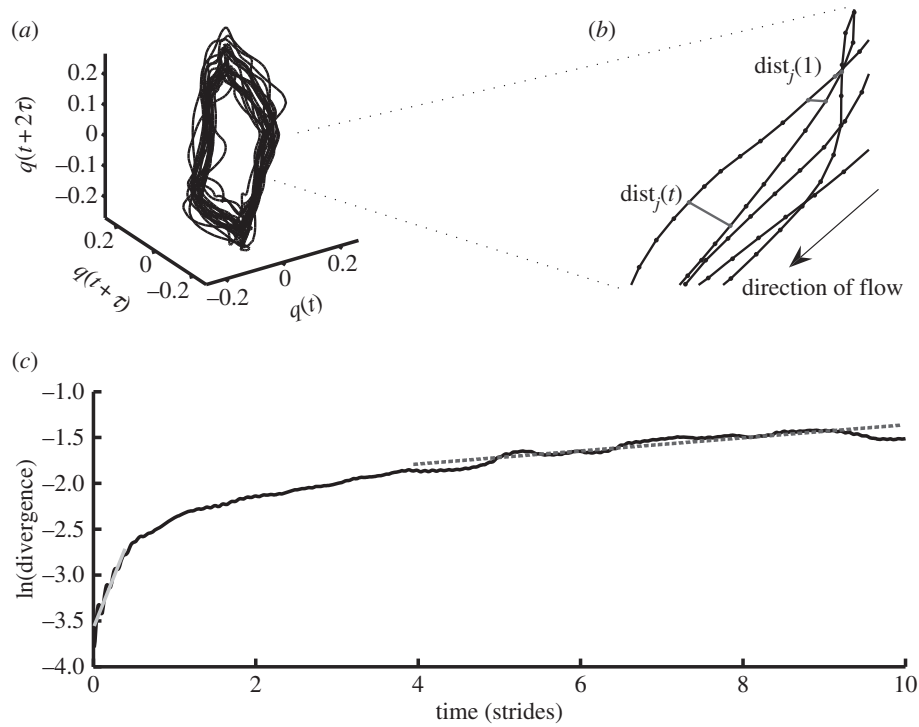 (a)
0.2
0.1
0
−0.1
−0.2
q(t + 2τ)
0.2
0
−0.2
q(t + τ)
−0.2
0
0.2
q(t)
(b)
dist_j(1)
dist_j(t)
direction of flow
(c)
−1.0
−1.5
−2.0
−2.5
−3.0
−3.5
−4.0
ln(divergence)
0 2 4 6 8 10
time (strides)